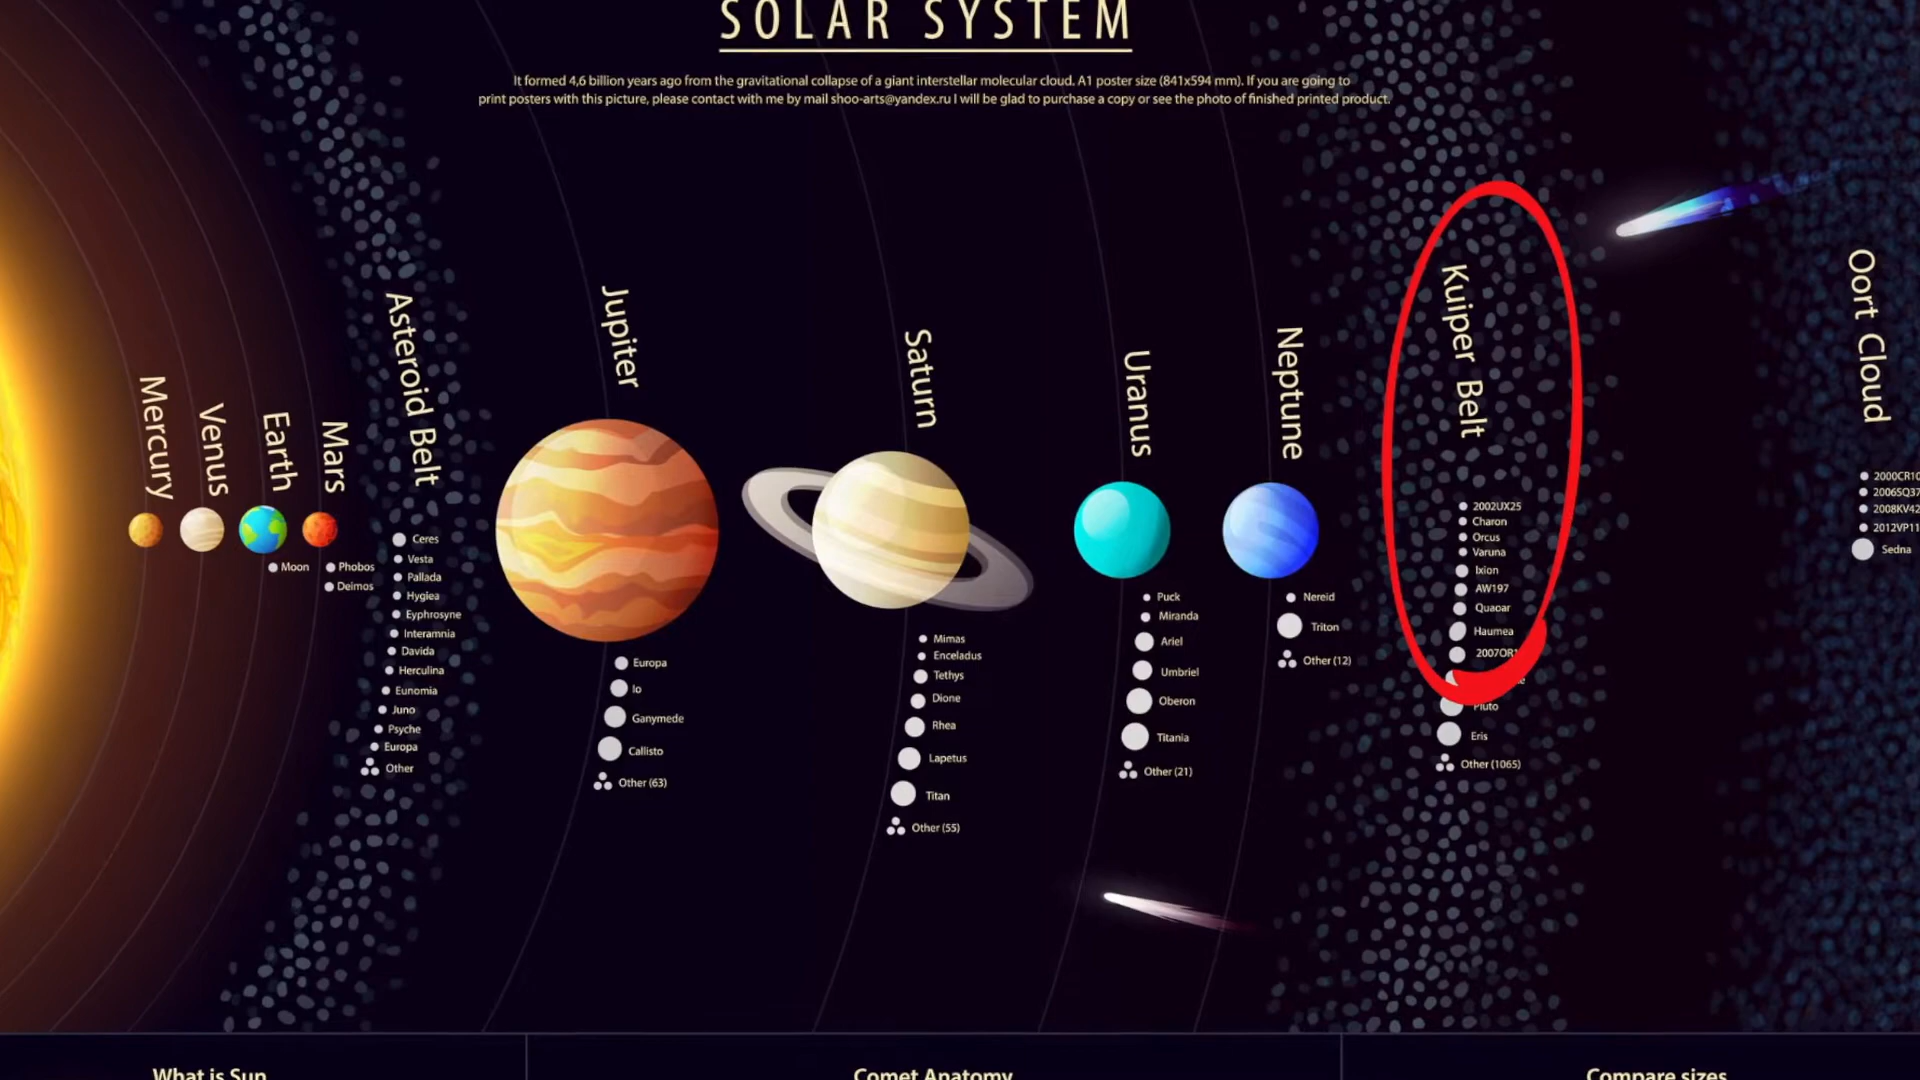 SOLAR SYSTEM
It formed 4,6 billion years ago from the gravitational collapse of a giant interstellar molecular cloud. A1 poster size (841x594 mm). If you are going to
print posters with this picture, please contact with me by mail shoo-arts@yandex.ru I will be glad to purchase a copy or see the photo of finished printed product.
Mercury
Venus
Earth
Moon
Mars
Phobos
Deimos
Asteroid Belt
Ceres
Vesta
Pallada
Hygiea
Eyphrosyne
Interamnia
Davida
Herculina
Eunomia
Juno
Psyche
Europa
Other
Jupiter
Europa
Io
Ganymede
Callisto
Other (63)
Saturn
Mimas
Enceladus
Tethys
Dione
Rhea
Lapetus
Titan
Other (55)
Uranus
Puck
Miranda
Ariel
Umbriel
Oberon
Titania
Other (21)
Neptune
Nereid
Triton
Other (12)
Kuiper Belt
2002UX25
Charon
Orcus
Varuna
Ixion
AW197
Quaoar
Haumea
2007OR1
Pluto
Eris
Other (1065)
Oort Cloud
2000CR10
2006SQ37
2008KV42
2012VP11
Sedna
What is Sun
Comet Anatomy
Compare sizes